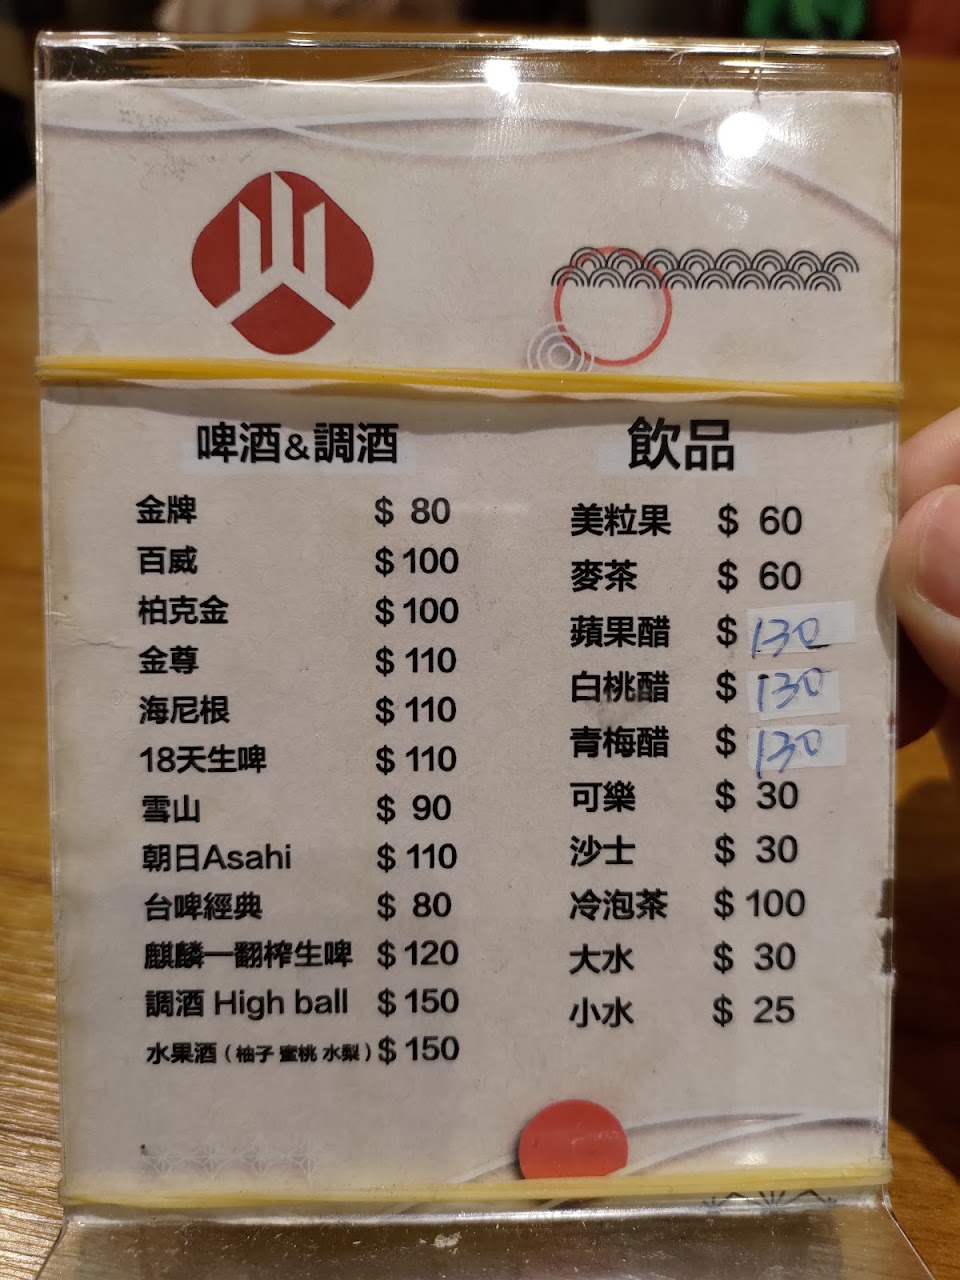 啤酒&調酒
金牌 $ 80
百威 $ 100
柏克金 $ 100
金尊 $ 110
海尼根 $ 110
18天生啤 $ 110
雪山 $ 90
朝日Asahi $ 110
台啤經典 $ 80
麒麟一翻榨生啤 $ 120
調酒 High ball $ 150
水果酒（柚子 蜜桃 水梨）$ 150
飲品
美粒果 $ 60
麥茶 $ 60
蘋果醋 $ 130
白桃醋 $ 130
青梅醋 $ 130
可樂 $ 30
沙士 $ 30
冷泡茶 $ 100
大水 $ 30
小水 $ 25